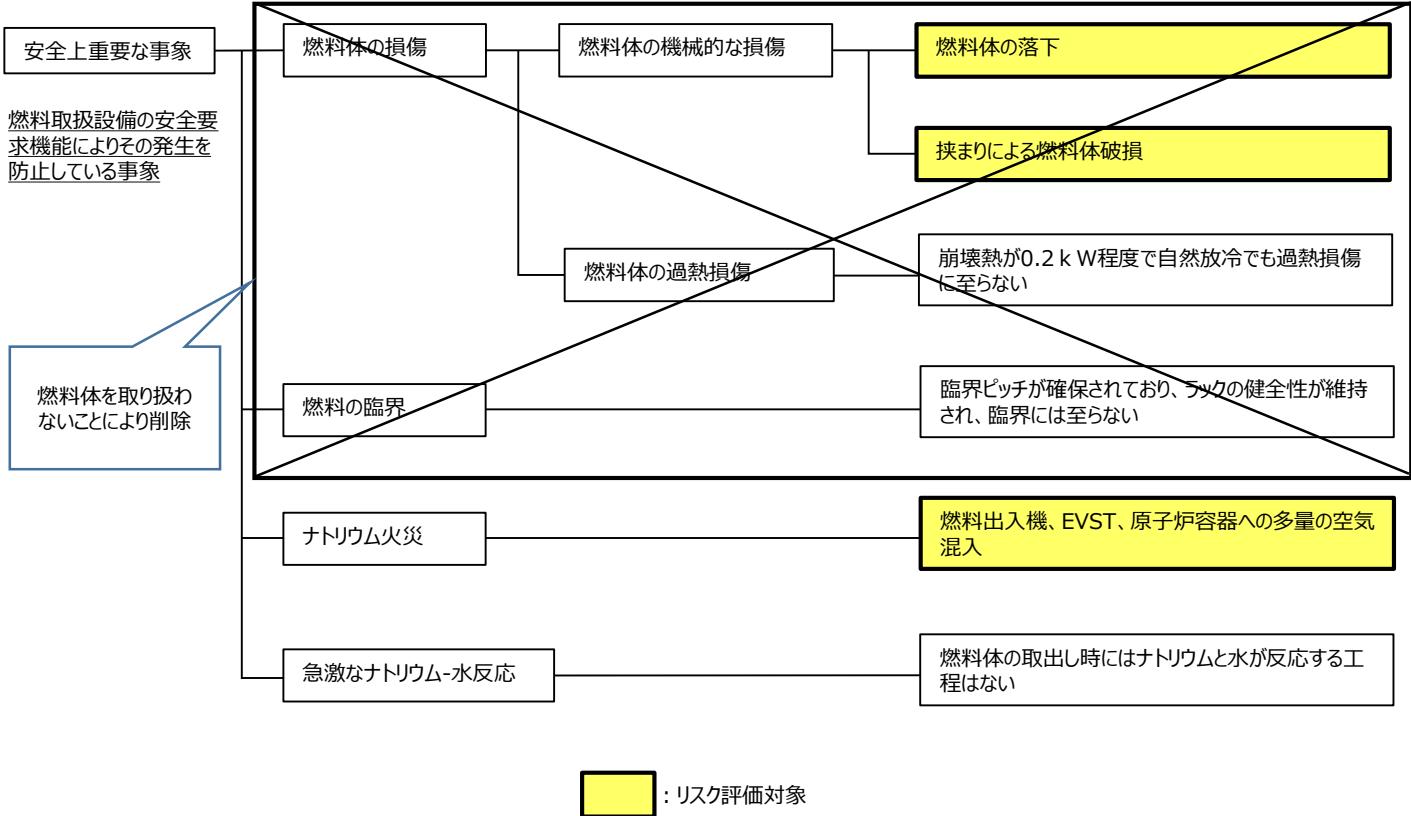 安全上重要な事象
燃料取扱設備の安全要
求機能によりその発生を
防止している事象
燃料体の損傷
燃料体の機械的な損傷
燃料体の落下
挟まりによる燃料体破損
燃料体の過熱損傷
崩壊熱が0.2ｋW程度で自然放冷でも過熱損傷
に至らない
燃料体を取り扱わ
ないことにより削除
燃料の臨界
臨界ピッチが確保されており、ラックの健全性が維持
され、臨界には至らない
ナトリウム火災
燃料出入機、EVST、原子炉容器への多量の空気
混入
急激なナトリウム-水反応
燃料体の取出し時にはナトリウムと水が反応する工
程はない
：リスク評価対象